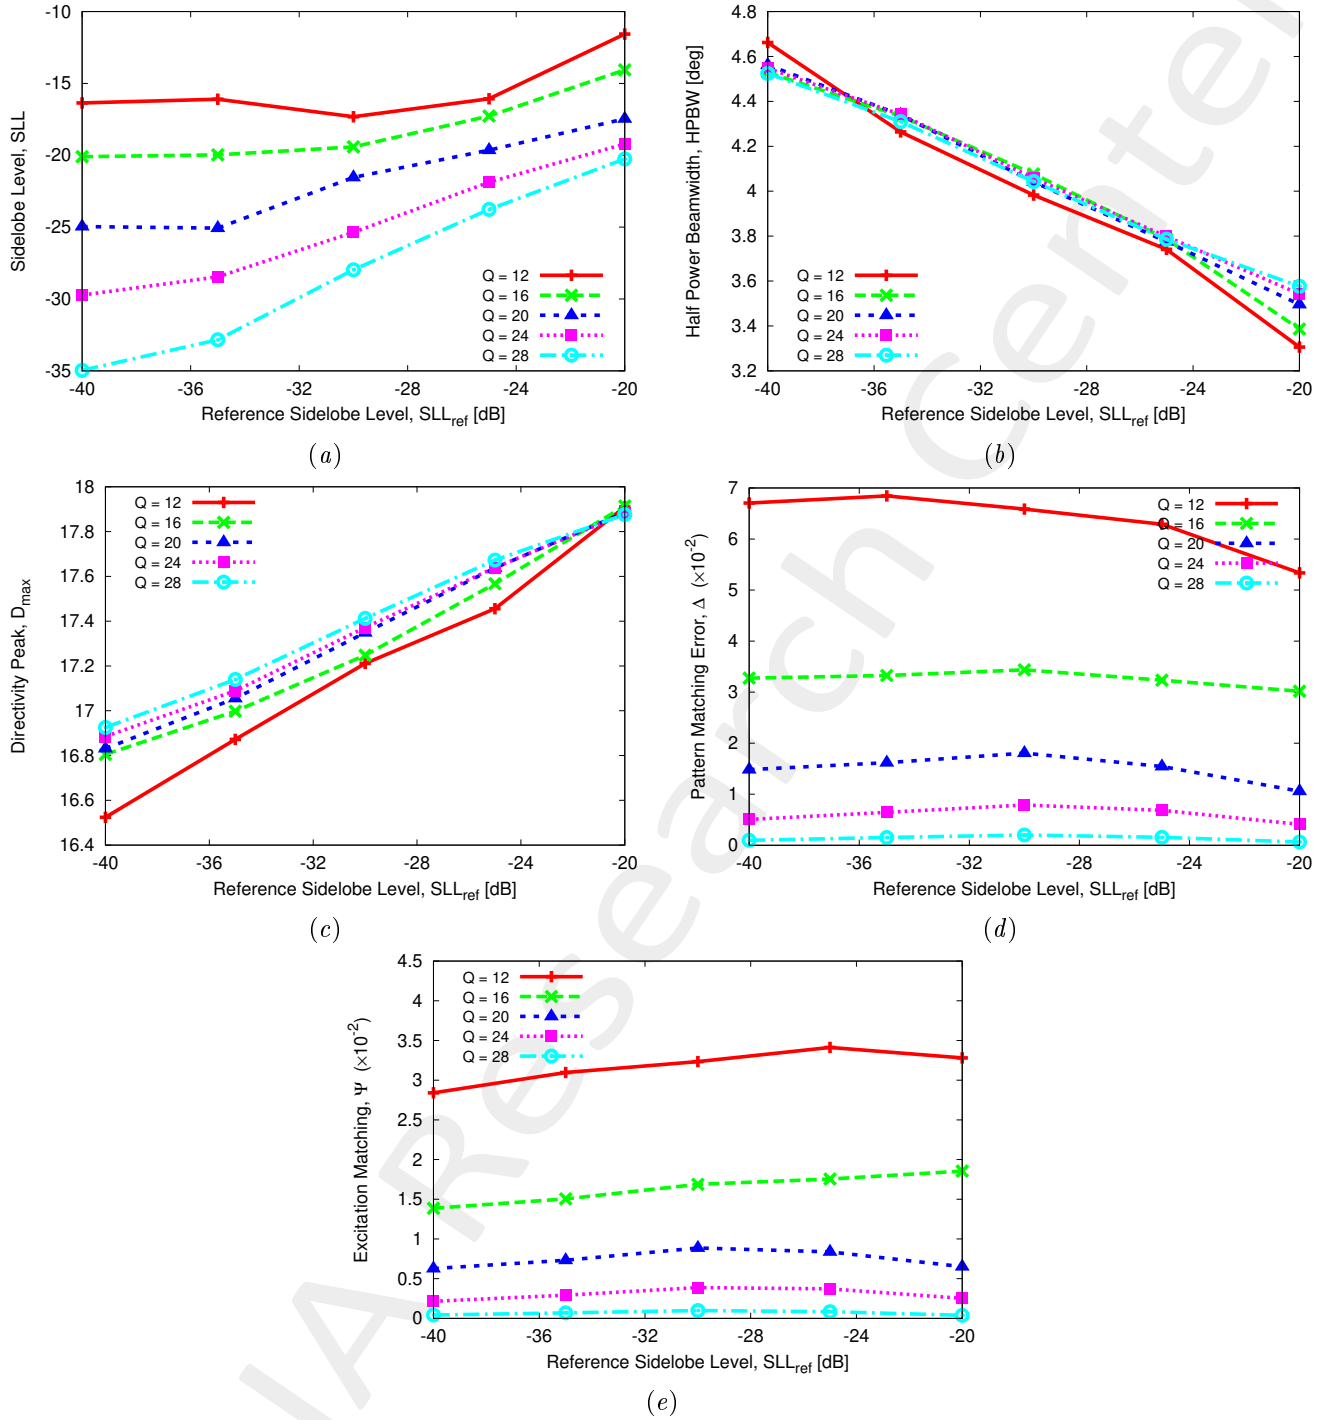 -10
-15
-20
-25
-30
-35
-40 -36 -32 -28 -24 -20
Sidelobe Level, SLL
Reference Sidelobe Level, SLLref [dB]
Q = 12
Q = 16
Q = 20
Q = 24
Q = 28
(a)
4.8
4.6
4.4
4.2
4
3.8
3.6
3.4
3.2
-40 -36 -32 -28 -24 -20
Half Power Beamwidth, HPBW [deg]
Reference Sidelobe Level, SLLref [dB]
Q = 12
Q = 16
Q = 20
Q = 24
Q = 28
(b)
18
17.8
17.6
17.4
17.2
17
16.8
16.6
16.4
-40 -36 -32 -28 -24 -20
Directivity Peak, Dmax
Reference Sidelobe Level, SLLref [dB]
Q = 12
Q = 16
Q = 20
Q = 24
Q = 28
(c)
7
6
5
4
3
2
1
0
-40 -36 -32 -28 -24 -20
Pattern Matching Error, Δ (×10-2)
Reference Sidelobe Level, SLLref [dB]
Q = 12
Q = 16
Q = 20
Q = 24
Q = 28
(d)
4.5
4
3.5
3
2.5
2
1.5
1
0.5
0
-40 -36 -32 -28 -24 -20
Excitation Matching, Ψ (×10-2)
Reference Sidelobe Level, SLLref [dB]
Q = 12
Q = 16
Q = 20
Q = 24
Q = 28
(e)
Research Center